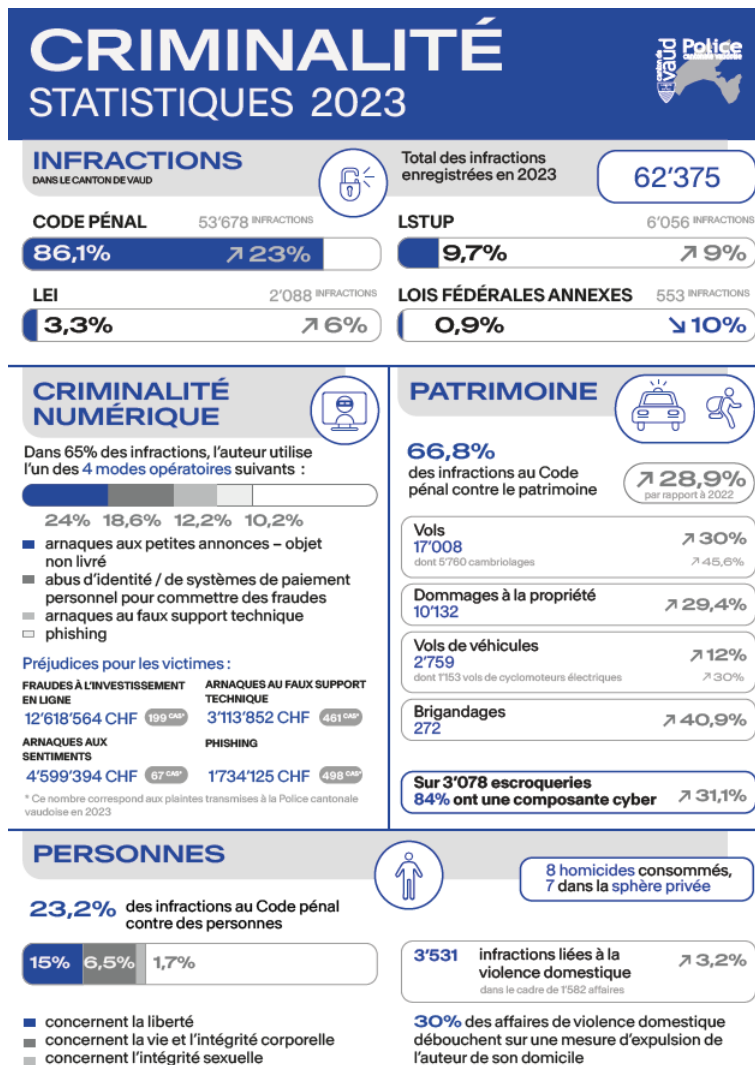 CRIMINALITÉ
STATISTIQUES 2023
canton de
vaud
Police
cantonale vaudoise
INFRACTIONS
DANS LE CANTON DE VAUD
Total des infractions
enregistrées en 2023
62'375
CODE PÉNAL 53'678 INFRACTIONS
86,1% ↗ 23%
LSTUP 6'056 INFRACTIONS
9,7% ↗ 9%
LEI 2'088 INFRACTIONS
3,3% ↗ 6%
LOIS FÉDÉRALES ANNEXES 553 INFRACTIONS
0,9% ↘ 10%
CRIMINALITÉ
NUMÉRIQUE
Dans 65% des infractions, l'auteur utilise
l'un des 4 modes opératoires suivants :
24% 18,6% 12,2% 10,2%
arnaques aux petites annonces – objet
non livré
abus d'identité / de systèmes de paiement
personnel pour commettre des fraudes
arnaques au faux support technique
phishing
Préjudices pour les victimes :
FRAUDES À L'INVESTISSEMENT
EN LIGNE
12'618'564 CHF 199 CAS*
ARNAQUES AU FAUX SUPPORT
TECHNIQUE
3'113'852 CHF 461 CAS*
ARNAQUES AUX
SENTIMENTS
4'599'394 CHF 67 CAS*
PHISHING
1'734'125 CHF 498 CAS*
* Ce nombre correspond aux plaintes transmises à la Police cantonale
vaudoise en 2023
PATRIMOINE
66,8%
des infractions au Code
pénal contre le patrimoine
↗ 28,9%
par rapport à 2022
Vols
17'008 ↗ 30%
dont 5'760 cambriolages ↗ 45,6%
Dommages à la propriété
10'132 ↗ 29,4%
Vols de véhicules
2'759 ↗ 12%
dont 1'153 vols de cyclomoteurs électriques ↗ 30%
Brigandages
272 ↗ 40,9%
Sur 3'078 escroqueries
84% ont une composante cyber ↗ 31,1%
PERSONNES
8 homicides consommés,
7 dans la sphère privée
23,2% des infractions au Code pénal
contre des personnes
15% 6,5% 1,7%
concernent la liberté
concernent la vie et l'intégrité corporelle
concernent l'intégrité sexuelle
3'531 infractions liées à la
violence domestique ↗ 3,2%
dans le cadre de 1'582 affaires
30% des affaires de violence domestique
débouchent sur une mesure d'expulsion de
l'auteur de son domicile